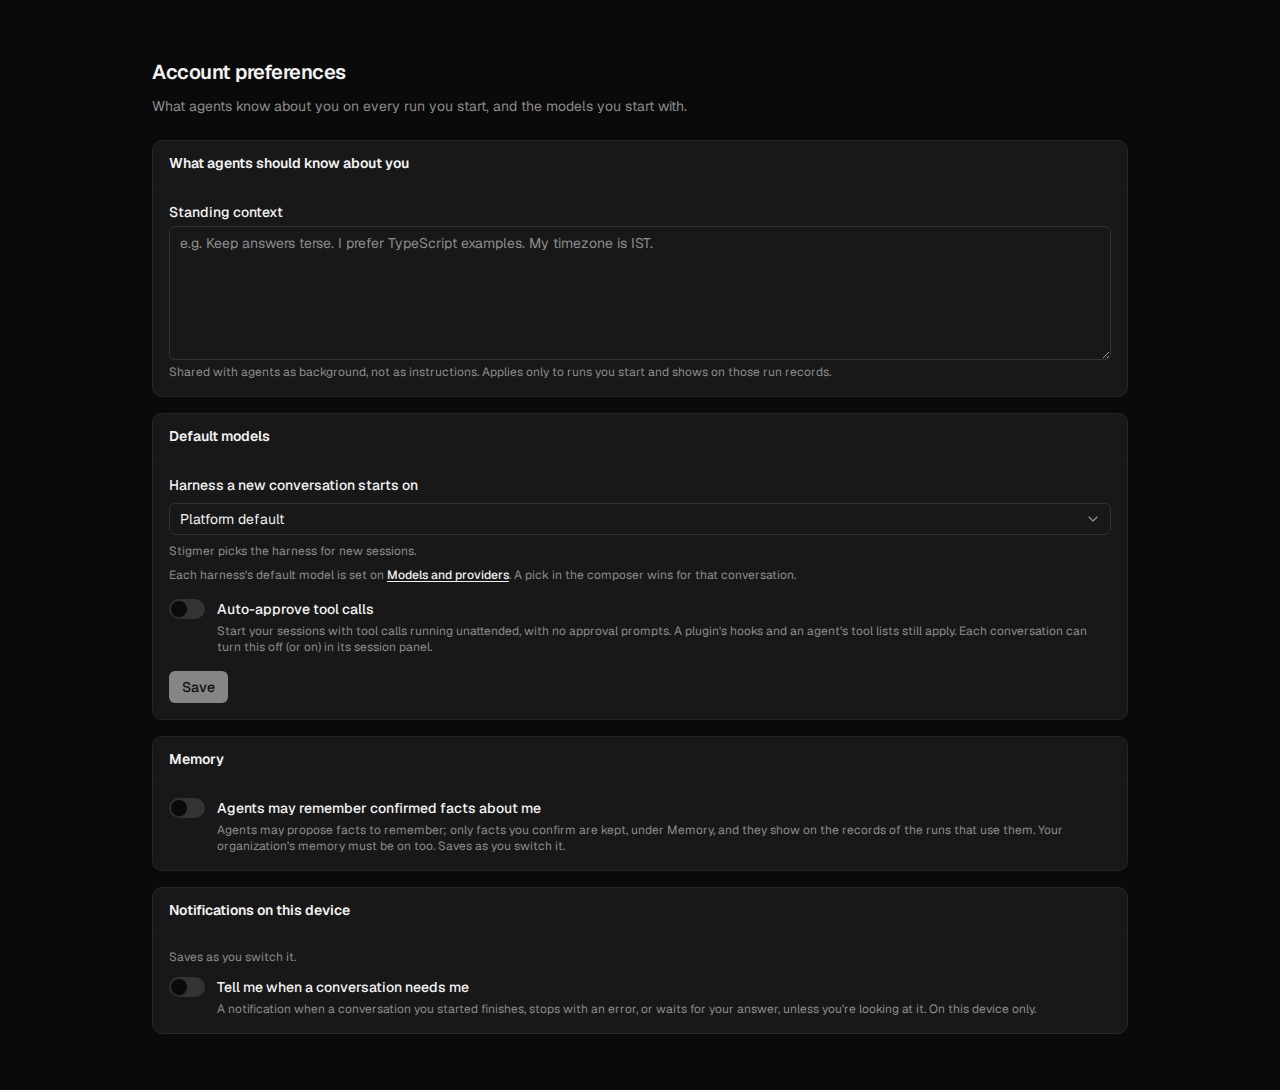 Account preferences
What agents know about you on every run you start, and the models you start with.
What agents should know about you
Standing context
e.g. Keep answers terse. I prefer TypeScript examples. My timezone is IST.
Shared with agents as background, not as instructions. Applies only to runs you start and shows on those run records.
Default models
Harness a new conversation starts on
Platform default
Stigmer picks the harness for new sessions.
Each harness's default model is set on Models and providers. A pick in the composer wins for that conversation.
Auto-approve tool calls
Start your sessions with tool calls running unattended, with no approval prompts. A plugin's hooks and an agent's tool lists still apply. Each conversation can
turn this off (or on) in its session panel.
Save
Memory
Agents may remember confirmed facts about me
Agents may propose facts to remember; only facts you confirm are kept, under Memory, and they show on the records of the runs that use them. Your
organization's memory must be on too. Saves as you switch it.
Notifications on this device
Saves as you switch it.
Tell me when a conversation needs me
A notification when a conversation you started finishes, stops with an error, or waits for your answer, unless you're looking at it. On this device only.